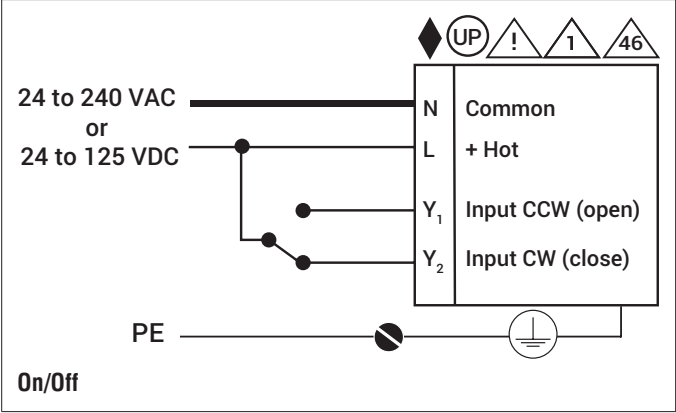 UP ! 1 46
24 to 240 VAC
or
24 to 125 VDC
N Common
L + Hot
Y1 Input CCW (open)
Y2 Input CW (close)
PE
On/Off